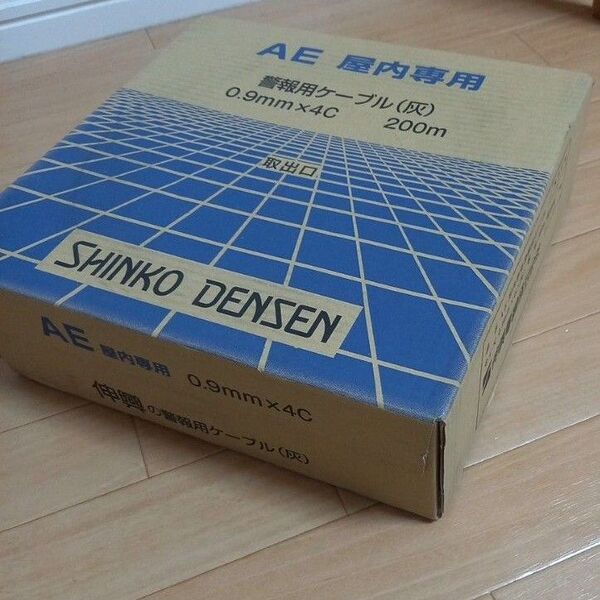 AE 屋内専用
警報用ケーブル(灰)
0.9mm×4C 200m
取出口
SHINKO DENSEN
AE 屋内専用 0.9mm×4C
伸興の警報用ケーブル(灰)